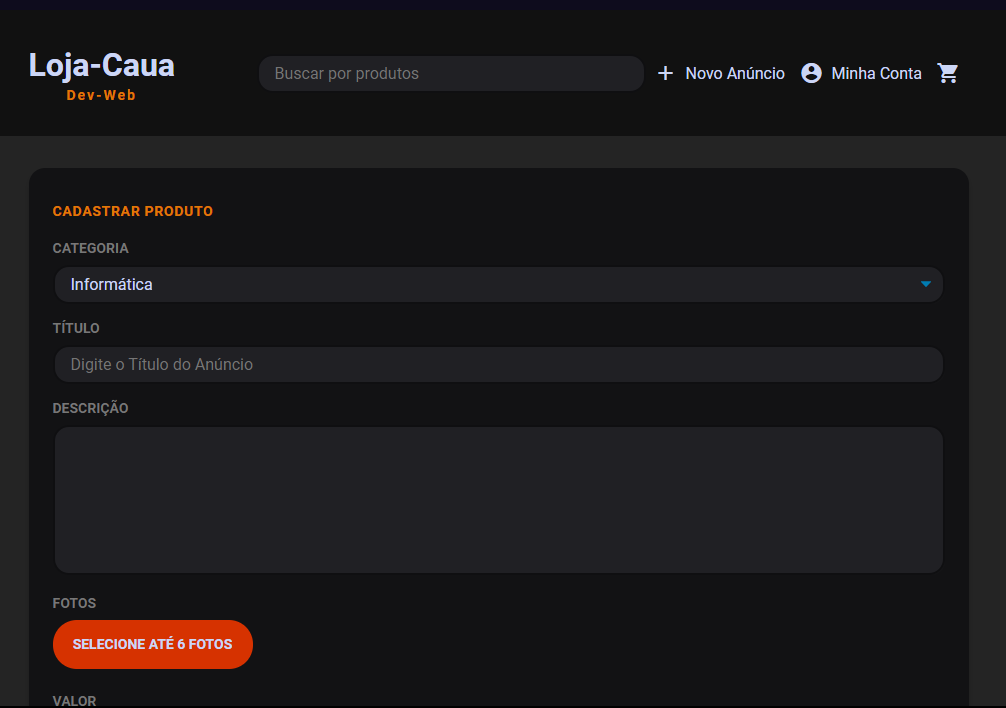 Loja-Caua
Dev-Web
Buscar por produtos
Novo Anúncio
Minha Conta
CADASTRAR PRODUTO
CATEGORIA
Informática
TÍTULO
Digite o Título do Anúncio
DESCRIÇÃO
FOTOS
SELECIONE ATÉ 6 FOTOS
VALOR